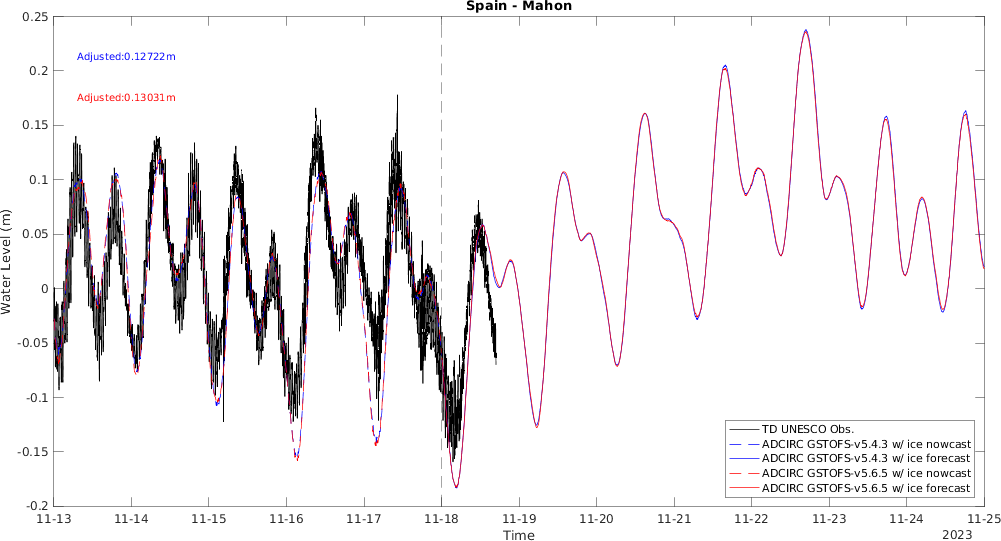 Spain - Mahon
Adjusted:0.12722m
Adjusted:0.13031m
Water Level (m)
0.25
0.2
0.15
0.1
0.05
0
-0.05
-0.1
-0.15
-0.2
TD UNESCO Obs.
ADCIRC GSTOFS-v5.4.3 w/ ice nowcast
ADCIRC GSTOFS-v5.4.3 w/ ice forecast
ADCIRC GSTOFS-v5.6.5 w/ ice nowcast
ADCIRC GSTOFS-v5.6.5 w/ ice forecast
11-13 11-14 11-15 11-16 11-17 11-18 11-19 11-20 11-21 11-22 11-23 11-24 11-25
Time
2023